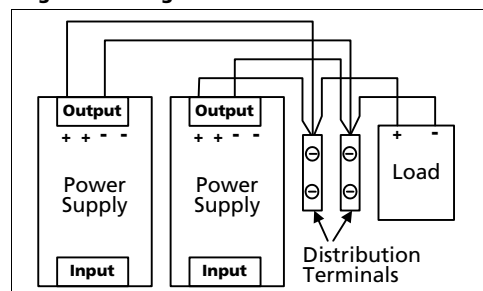 Output
+ + - -
Power
Supply
Input
Output
+ + - -
Power
Supply
Input
+ -
Load
Distribution
Terminals